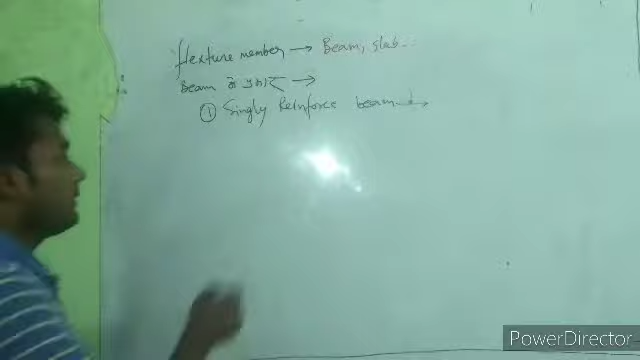 flexture member → Beam, slab...
Beam के प्रकार →
① Singly Reinforce beam →
PowerDirector